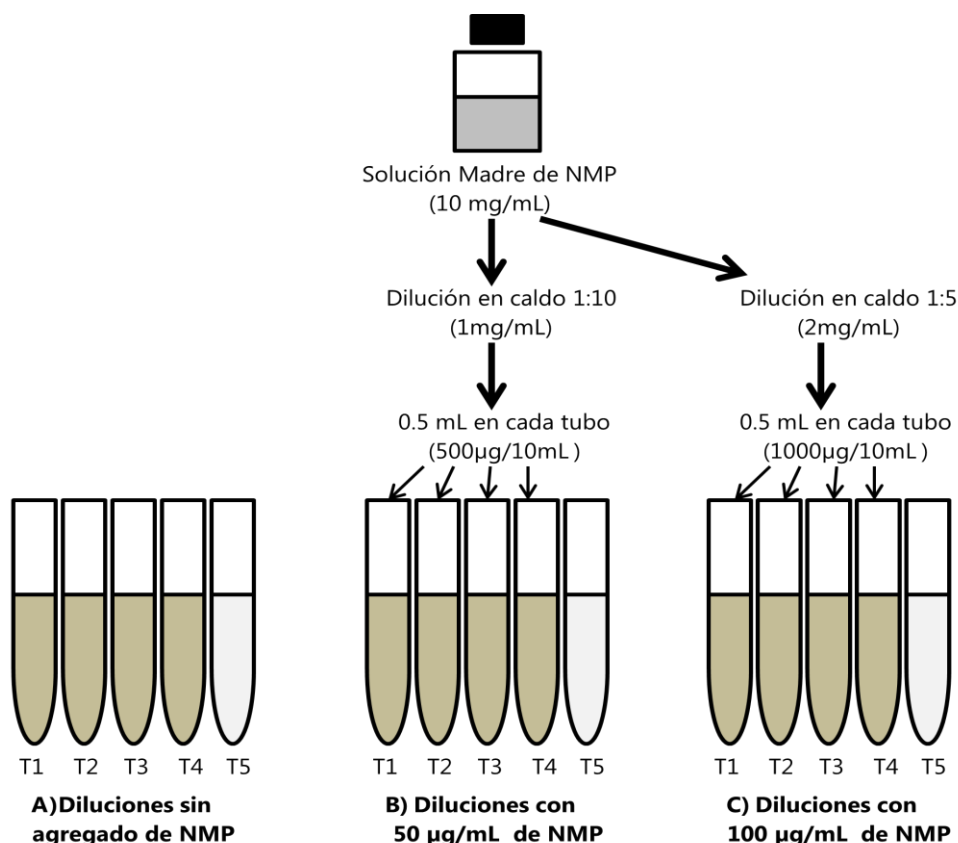 Solución Madre de NMP
(10 mg/mL)
Dilución en caldo 1:10
(1mg/mL)
Dilución en caldo 1:5
(2mg/mL)
0.5 mL en cada tubo
(500µg/10mL )
0.5 mL en cada tubo
(1000µg/10mL )
T1 T2 T3 T4 T5
T1 T2 T3 T4 T5
T1 T2 T3 T4 T5
A)Diluciones sin
agregado de NMP
B) Diluciones con
50 µg/mL de NMP
C) Diluciones con
100 µg/mL de NMP